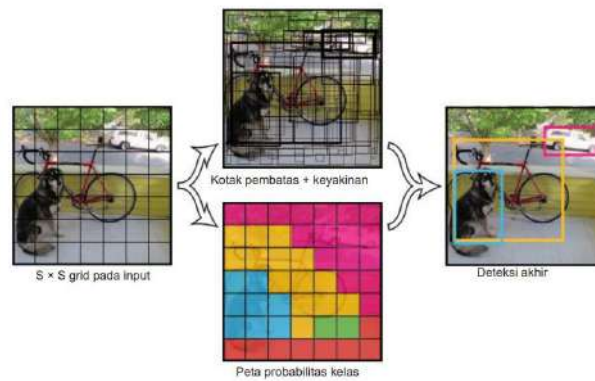 Kotak pembatas + keyakinan
S × S grid pada input
Deteksi akhir
Peta probabilitas kelas